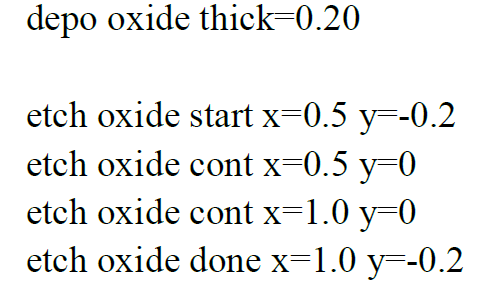 depo oxide thick=0.20
etch oxide start x=0.5 y=-0.2
etch oxide cont x=0.5 y=0
etch oxide cont x=1.0 y=0
etch oxide done x=1.0 y=-0.2